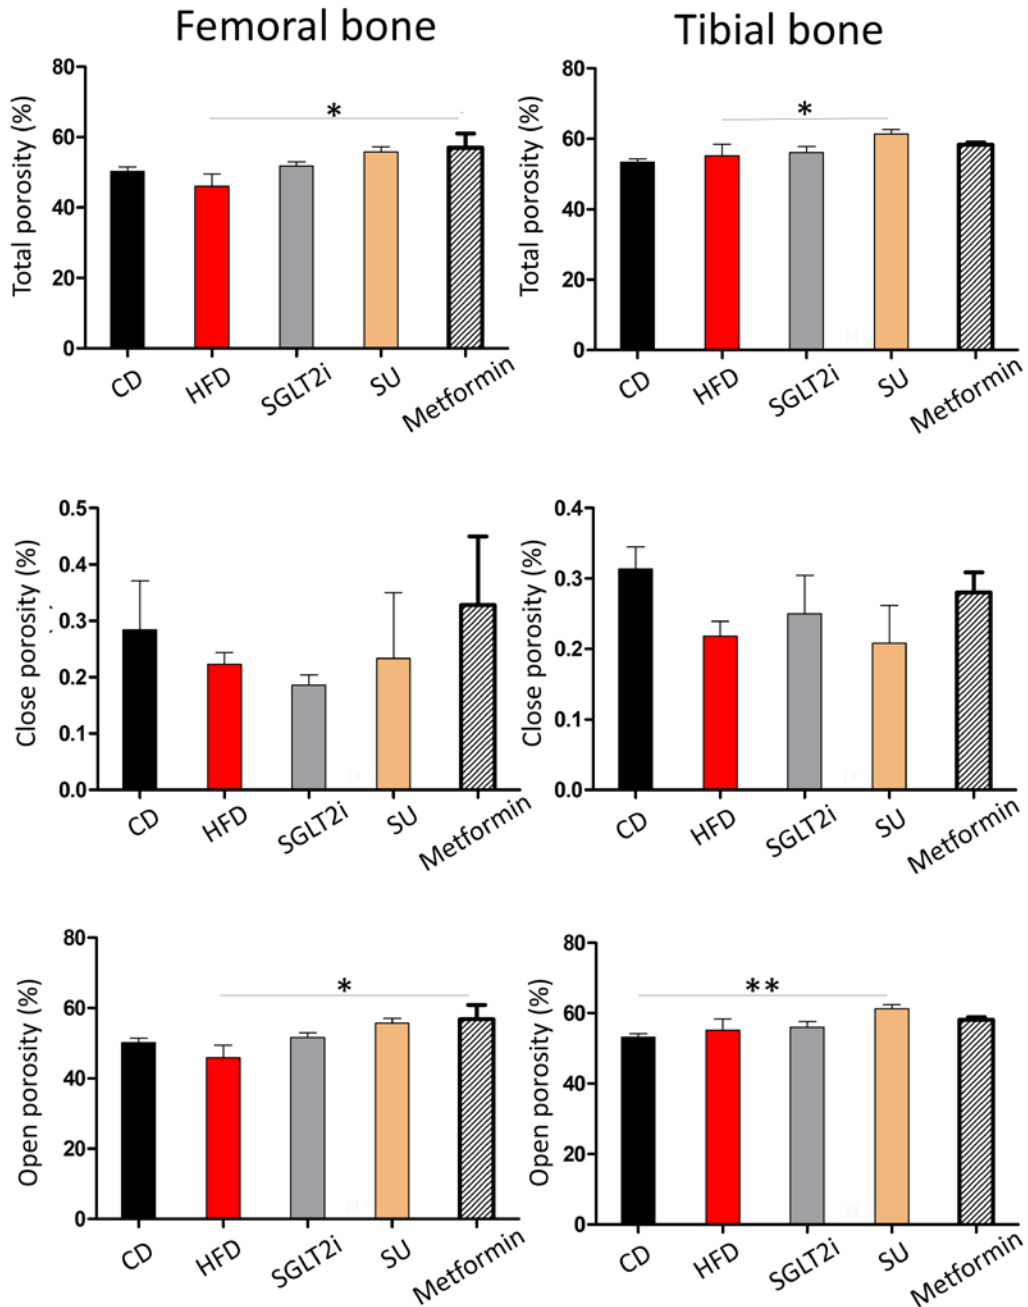 Femoral bone
Tibial bone
Total porosity (%)
80
60
40
20
0
*
CD
HFD
SGLT2i
SU
Metformin
Total porosity (%)
80
60
40
20
0
*
CD
HFD
SGLT2i
SU
Metformin
Close porosity (%)
0.5
0.4
0.3
0.2
0.1
0.0
CD
HFD
SGLT2i
SU
Metformin
Close porosity (%)
0.4
0.3
0.2
0.1
0.0
CD
HFD
SGLT2i
SU
Metformin
Open porosity (%)
80
60
40
20
0
*
CD
HFD
SGLT2i
SU
Metformin
Open porosity (%)
80
60
40
20
0
**
CD
HFD
SGLT2i
SU
Metformin